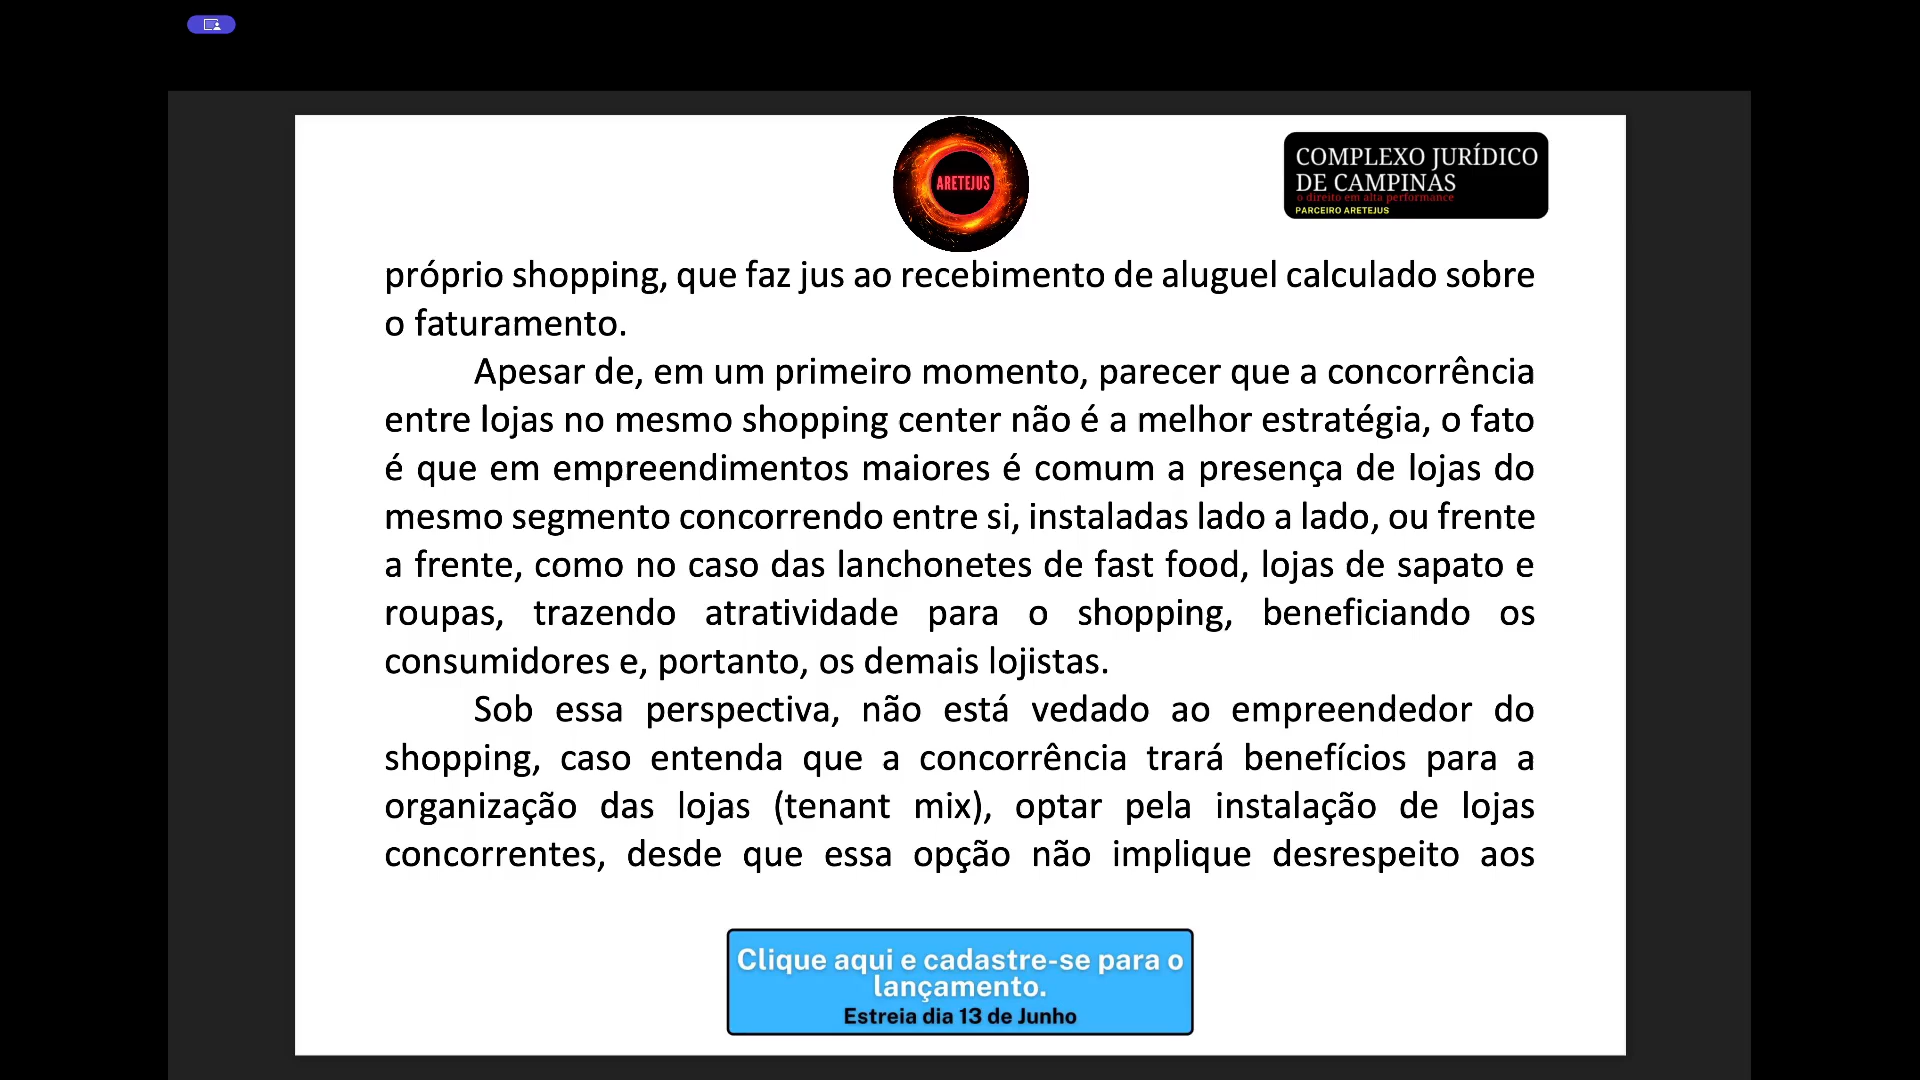 ARETEJUS
COMPLEXO JURÍDICO
DE CAMPINAS
o direito em alta performance
PARCEIRO ARETEJUS
próprio shopping, que faz jus ao recebimento de aluguel calculado sobre
o faturamento.
Apesar de, em um primeiro momento, parecer que a concorrência
entre lojas no mesmo shopping center não é a melhor estratégia, o fato
é que em empreendimentos maiores é comum a presença de lojas do
mesmo segmento concorrendo entre si, instaladas lado a lado, ou frente
a frente, como no caso das lanchonetes de fast food, lojas de sapato e
roupas, trazendo atratividade para o shopping, beneficiando os
consumidores e, portanto, os demais lojistas.
Sob essa perspectiva, não está vedado ao empreendedor do
shopping, caso entenda que a concorrência trará benefícios para a
organização das lojas (tenant mix), optar pela instalação de lojas
concorrentes, desde que essa opção não implique desrespeito aos
Clique aqui e cadastre-se para o
lançamento.
Estreia dia 13 de Junho